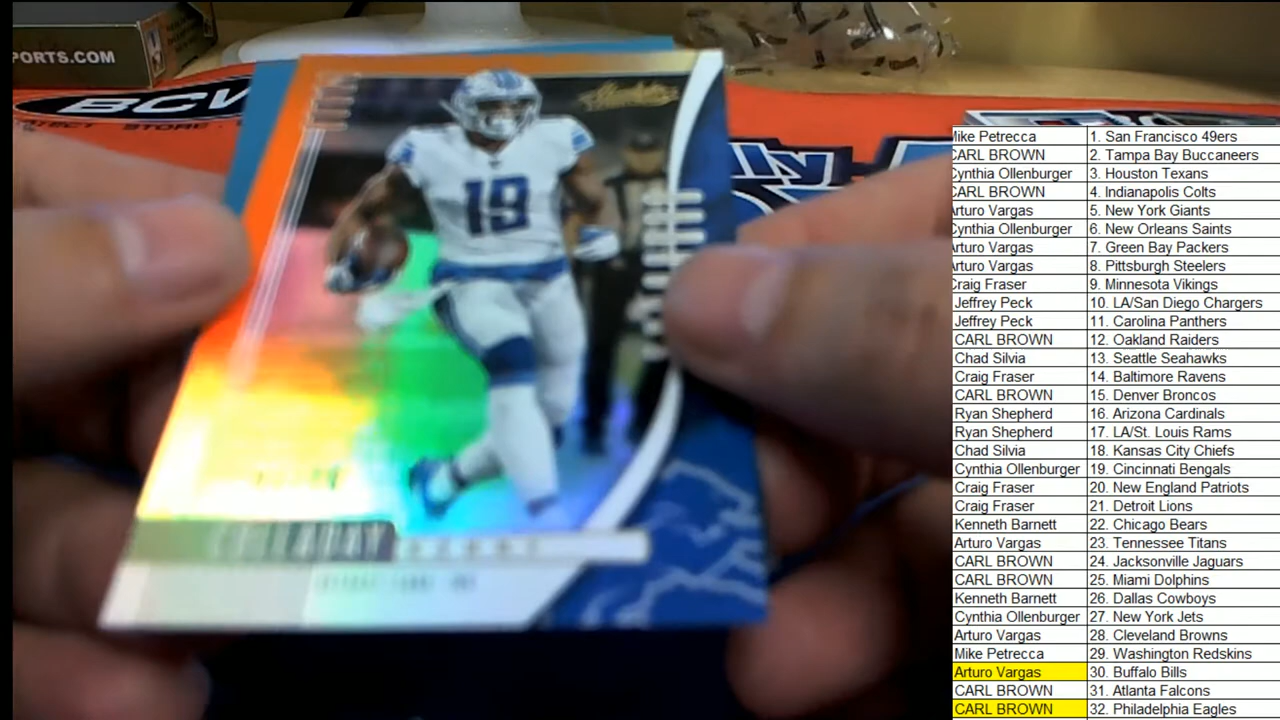 PORTS.COM
BCW
TECT STORE
Absolute
19
Mike Petrecca 1. San Francisco 49ers
CARL BROWN 2. Tampa Bay Buccaneers
Cynthia Ollenburger 3. Houston Texans
CARL BROWN 4. Indianapolis Colts
Arturo Vargas 5. New York Giants
Cynthia Ollenburger 6. New Orleans Saints
Arturo Vargas 7. Green Bay Packers
Arturo Vargas 8. Pittsburgh Steelers
Craig Fraser 9. Minnesota Vikings
Jeffrey Peck 10. LA/San Diego Chargers
Jeffrey Peck 11. Carolina Panthers
CARL BROWN 12. Oakland Raiders
Chad Silvia 13. Seattle Seahawks
Craig Fraser 14. Baltimore Ravens
CARL BROWN 15. Denver Broncos
Ryan Shepherd 16. Arizona Cardinals
Ryan Shepherd 17. LA/St. Louis Rams
Chad Silvia 18. Kansas City Chiefs
Cynthia Ollenburger 19. Cincinnati Bengals
Craig Fraser 20. New England Patriots
Craig Fraser 21. Detroit Lions
Kenneth Barnett 22. Chicago Bears
Arturo Vargas 23. Tennessee Titans
CARL BROWN 24. Jacksonville Jaguars
CARL BROWN 25. Miami Dolphins
Kenneth Barnett 26. Dallas Cowboys
Cynthia Ollenburger 27. New York Jets
Arturo Vargas 28. Cleveland Browns
Mike Petrecca 29. Washington Redskins
Arturo Vargas 30. Buffalo Bills
CARL BROWN 31. Atlanta Falcons
CARL BROWN 32. Philadelphia Eagles